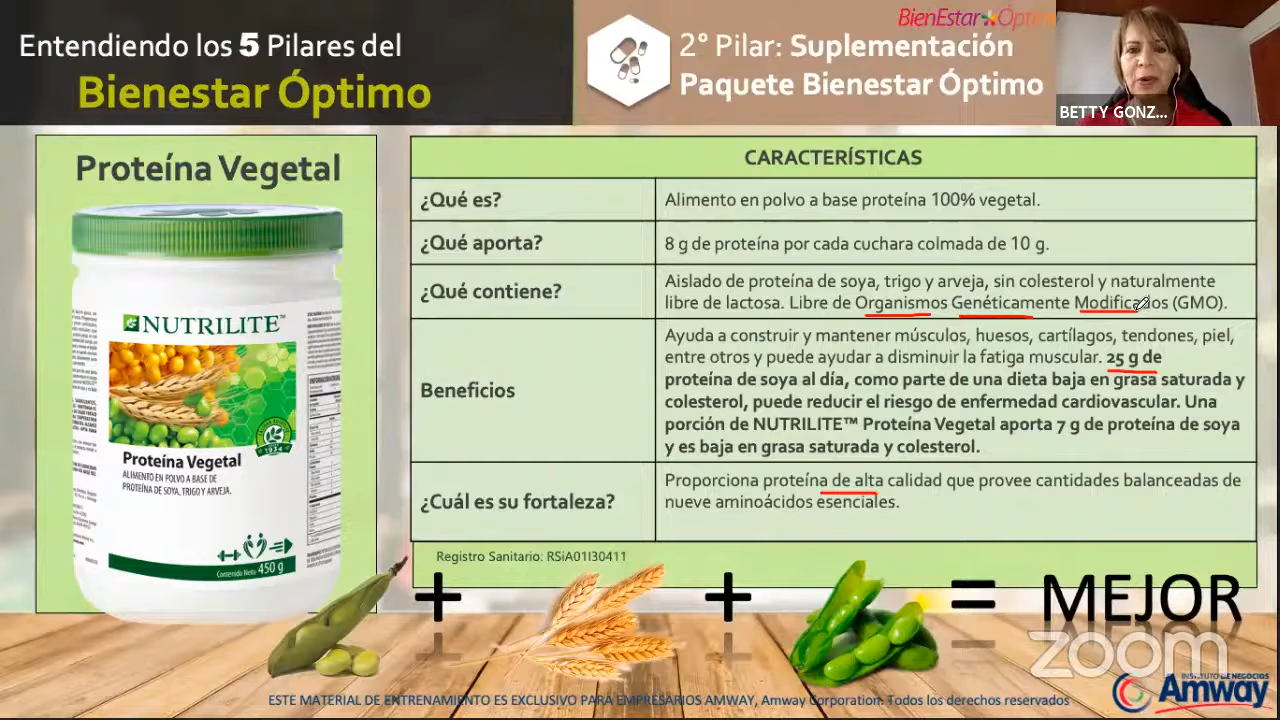 Entendiendo los 5 Pilares del
Bienestar Óptimo
2° Pilar: Suplementación
Paquete Bienestar Óptimo
BienEstar Óptim
BETTY GONZ...
Proteína Vegetal
NUTRILITE™
Proteína Vegetal
ALIMENTO EN POLVO A BASE DE
PROTEÍNA DE SOYA, TRIGO Y ARVEJA.
Contenido Neto 450 g
CARACTERÍSTICAS
¿Qué es?
Alimento en polvo a base proteína 100% vegetal.
¿Qué aporta?
8 g de proteína por cada cuchara colmada de 10 g.
¿Qué contiene?
Aislado de proteína de soya, trigo y arveja, sin colesterol y naturalmente
libre de lactosa. Libre de Organismos Genéticamente Modificados (GMO).
Beneficios
Ayuda a construir y mantener músculos, huesos, cartílagos, tendones, piel,
entre otros y puede ayudar a disminuir la fatiga muscular. 25 g de
proteína de soya al día, como parte de una dieta baja en grasa saturada y
colesterol, puede reducir el riesgo de enfermedad cardiovascular. Una
porción de NUTRILITE™ Proteína Vegetal aporta 7 g de proteína de soya
y es baja en grasa saturada y colesterol.
¿Cuál es su fortaleza?
Proporciona proteína de alta calidad que provee cantidades balanceadas de
nueve aminoácidos esenciales.
Registro Sanitario: RSiA01I30411
+ + = MEJOR
zoom
ESTE MATERIAL DE ENTRENAMIENTO ES EXCLUSIVO PARA EMPRESARIOS AMWAY, Amway Corporation. Todos los derechos reservados
INSTITUTO DE NEGOCIOS
Amway